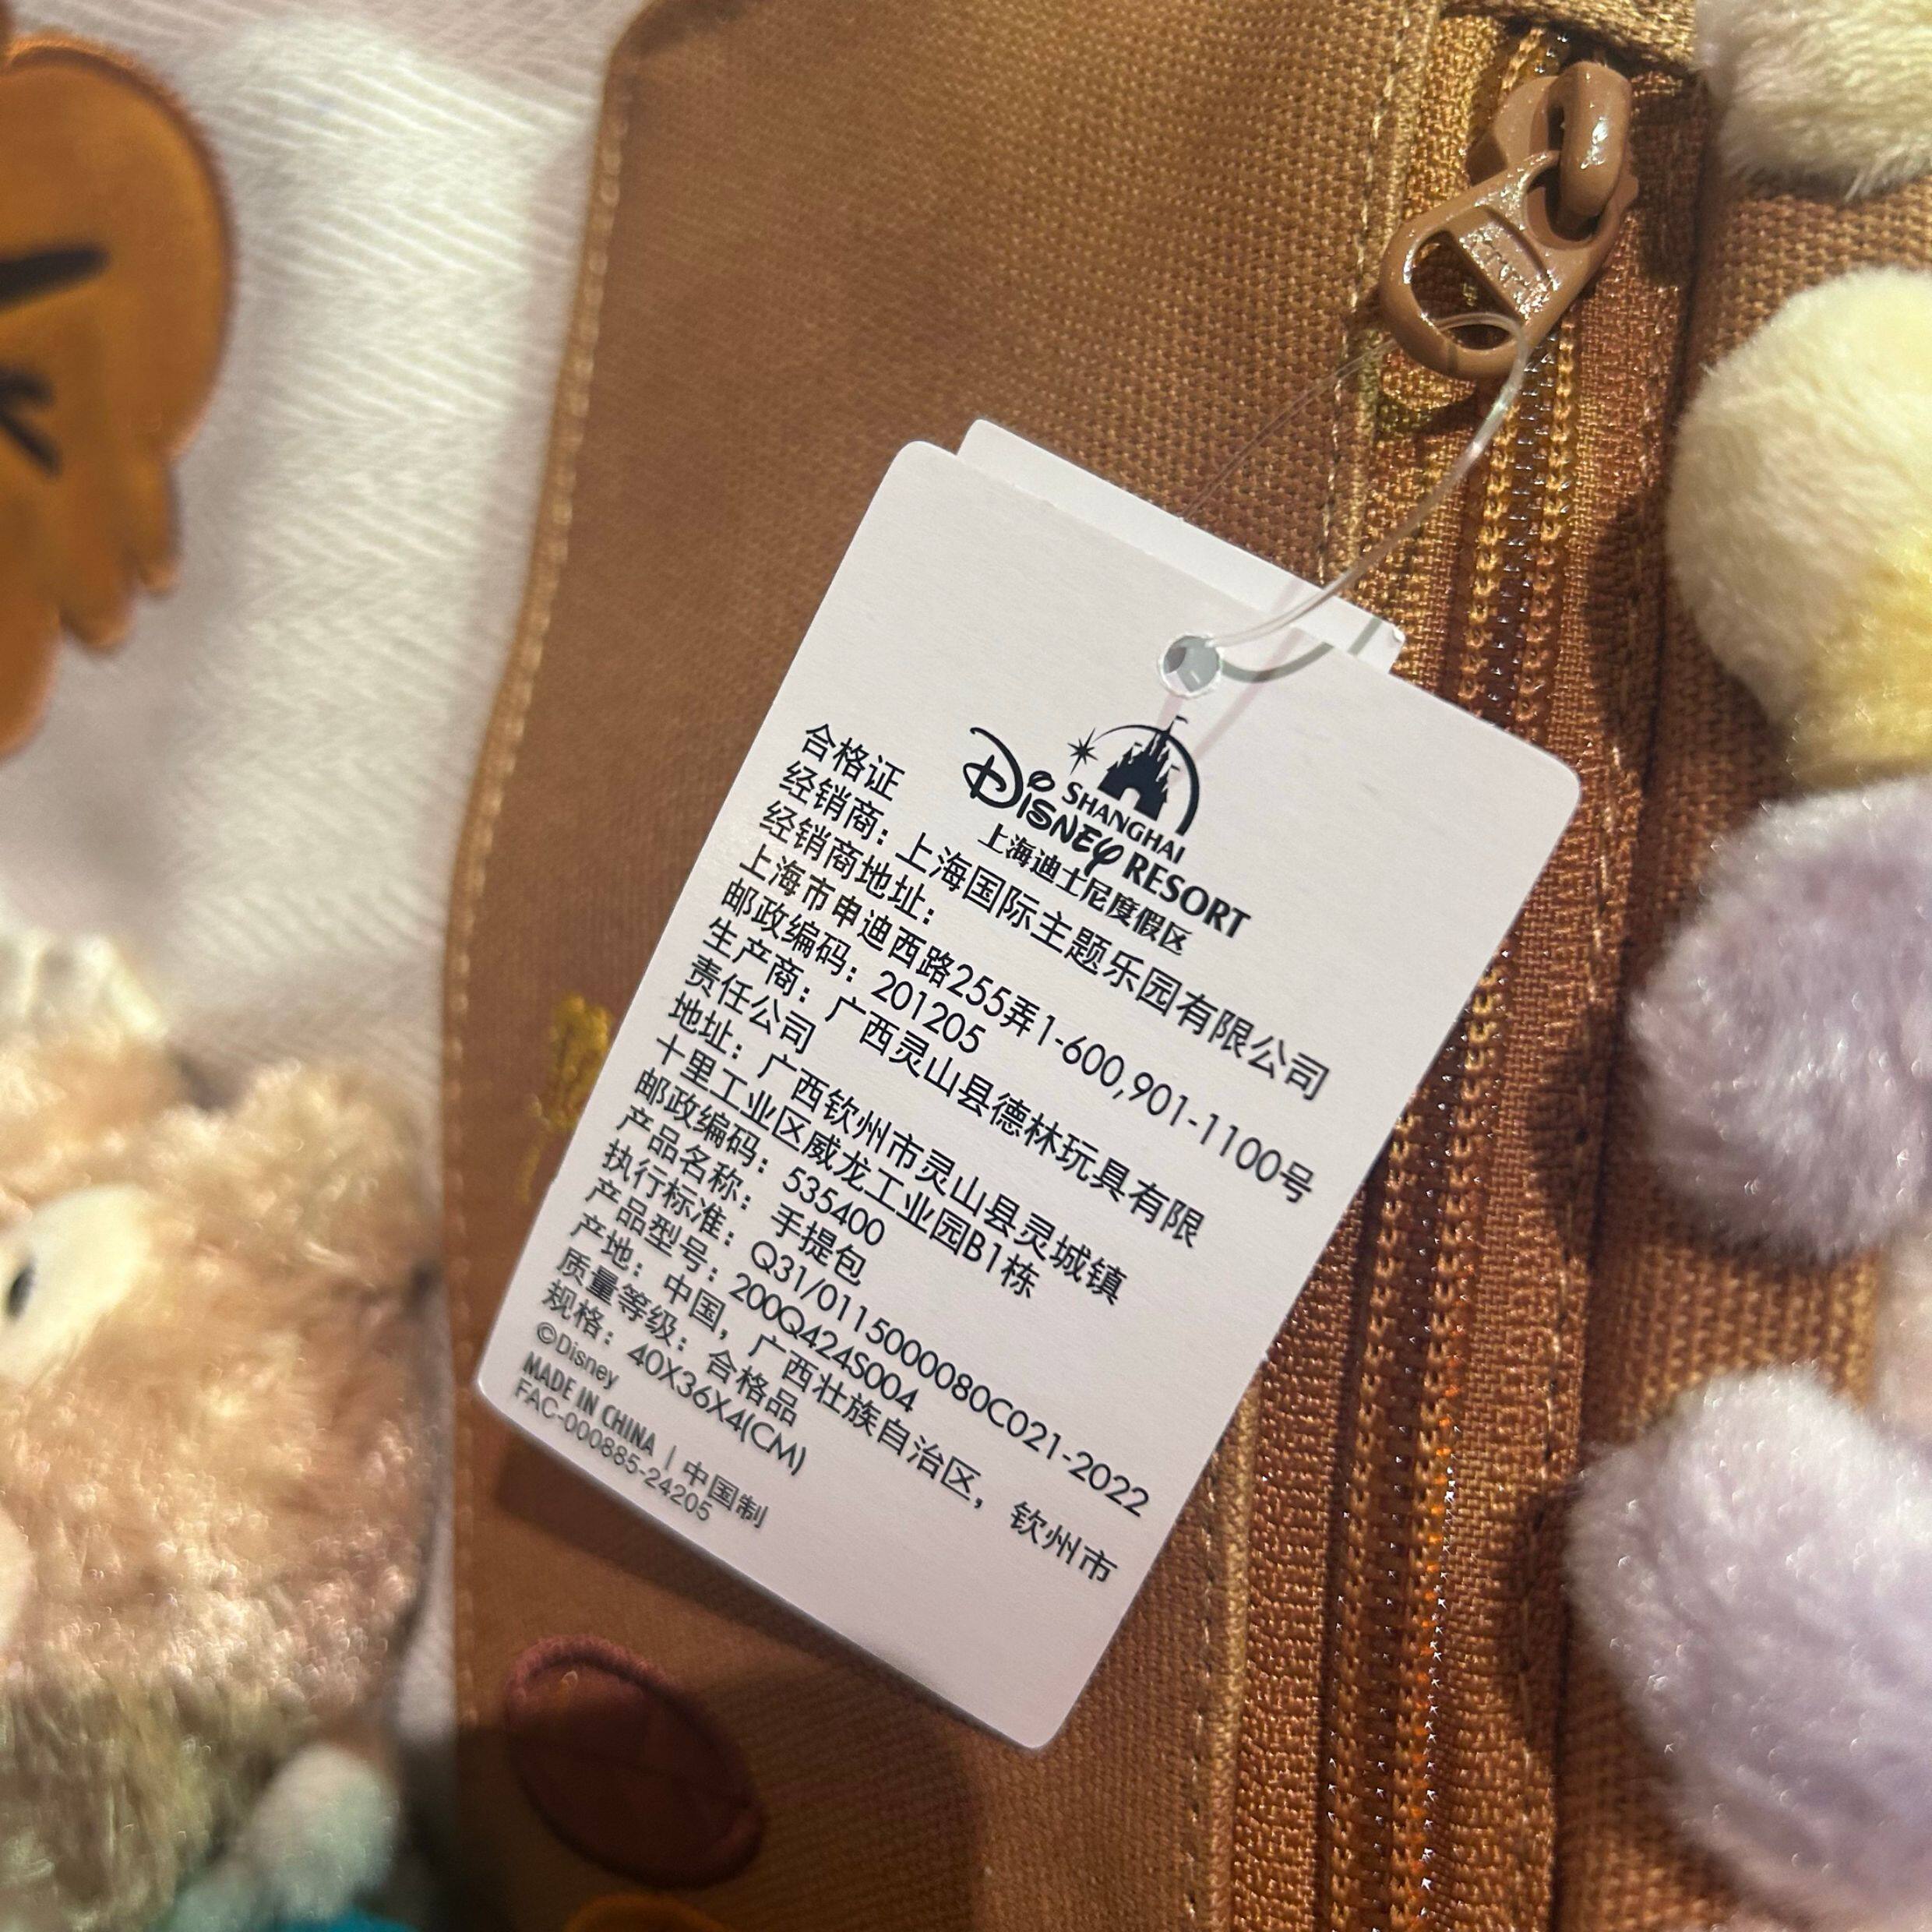 SHANGHAI
Disney RESORT
上海迪士尼度假区
合格证
经销商：上海国际主题乐园有限公司
经销商地址：
上海市申迪西路255弄1-600,901-1100号
邮政编码：201205
生产商：广西灵山县德林玩具有限
责任公司
地址：广西钦州市灵山县灵城镇
十里工业区威龙工业园B1栋
邮政编码：535400
产品名称：手提包
执行标准：Q31/0115000080C021-2022
产品型号：200Q424S004
产地：中国，广西壮族自治区，钦州市
质量等级：合格品
规格：40X36X4(CM)
©Disney
MADE IN CHINA | 中国制
FAC-000885-24205